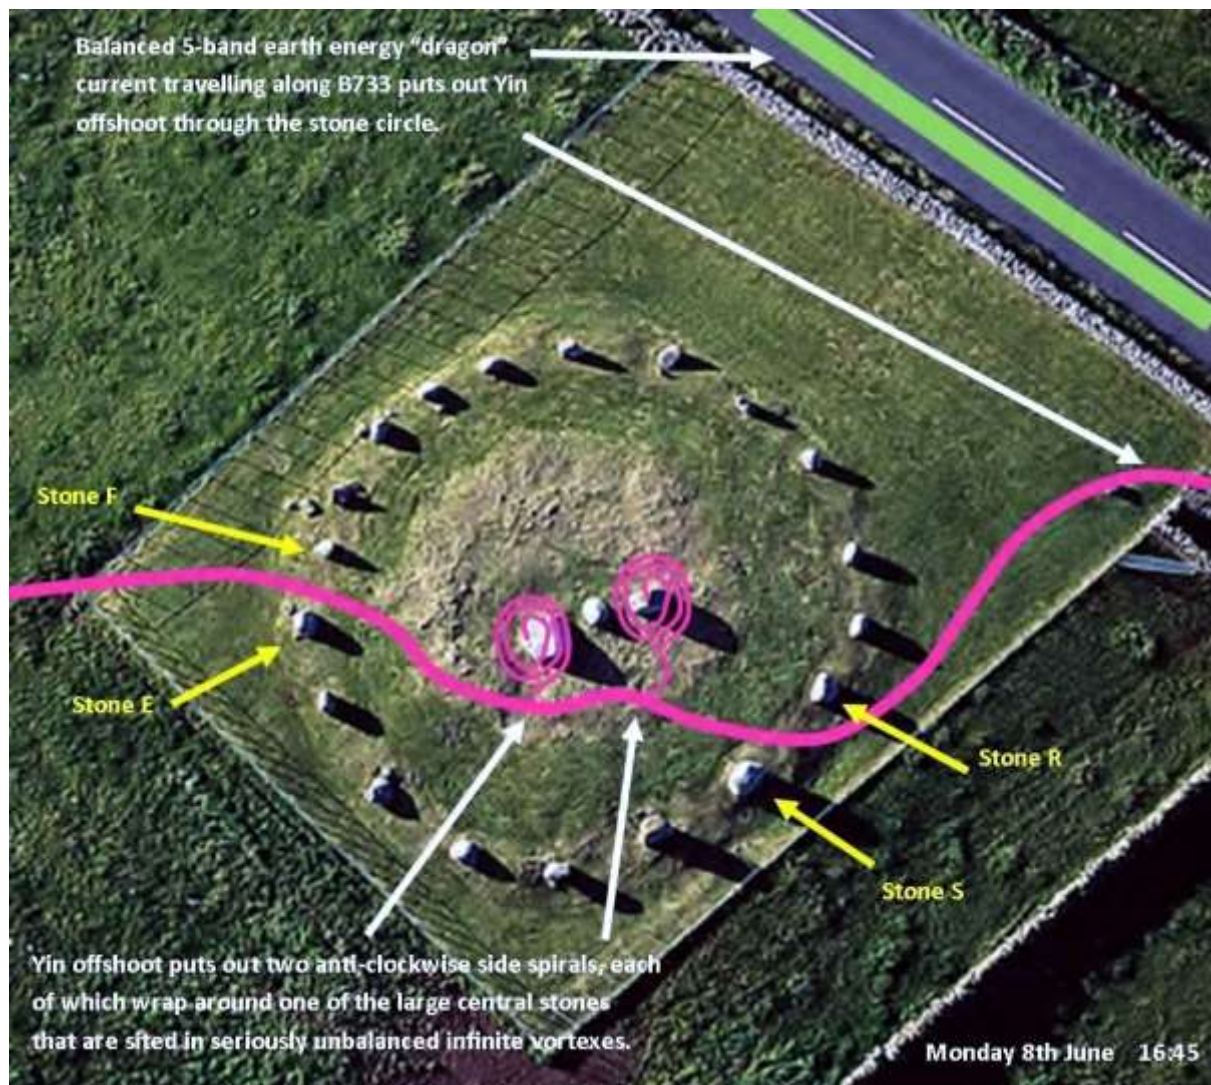 Balanced 5-band earth energy “dragon”
current travelling along B733 puts out Yin
offshoot through the stone circle.
Stone F
Stone E
Stone R
Stone S
Yin offshoot puts out two anti-clockwise side spirals, each
of which wrap around one of the large central stones
that are sited in seriously unbalanced infinite vortexes.
Monday 8th June 16:45